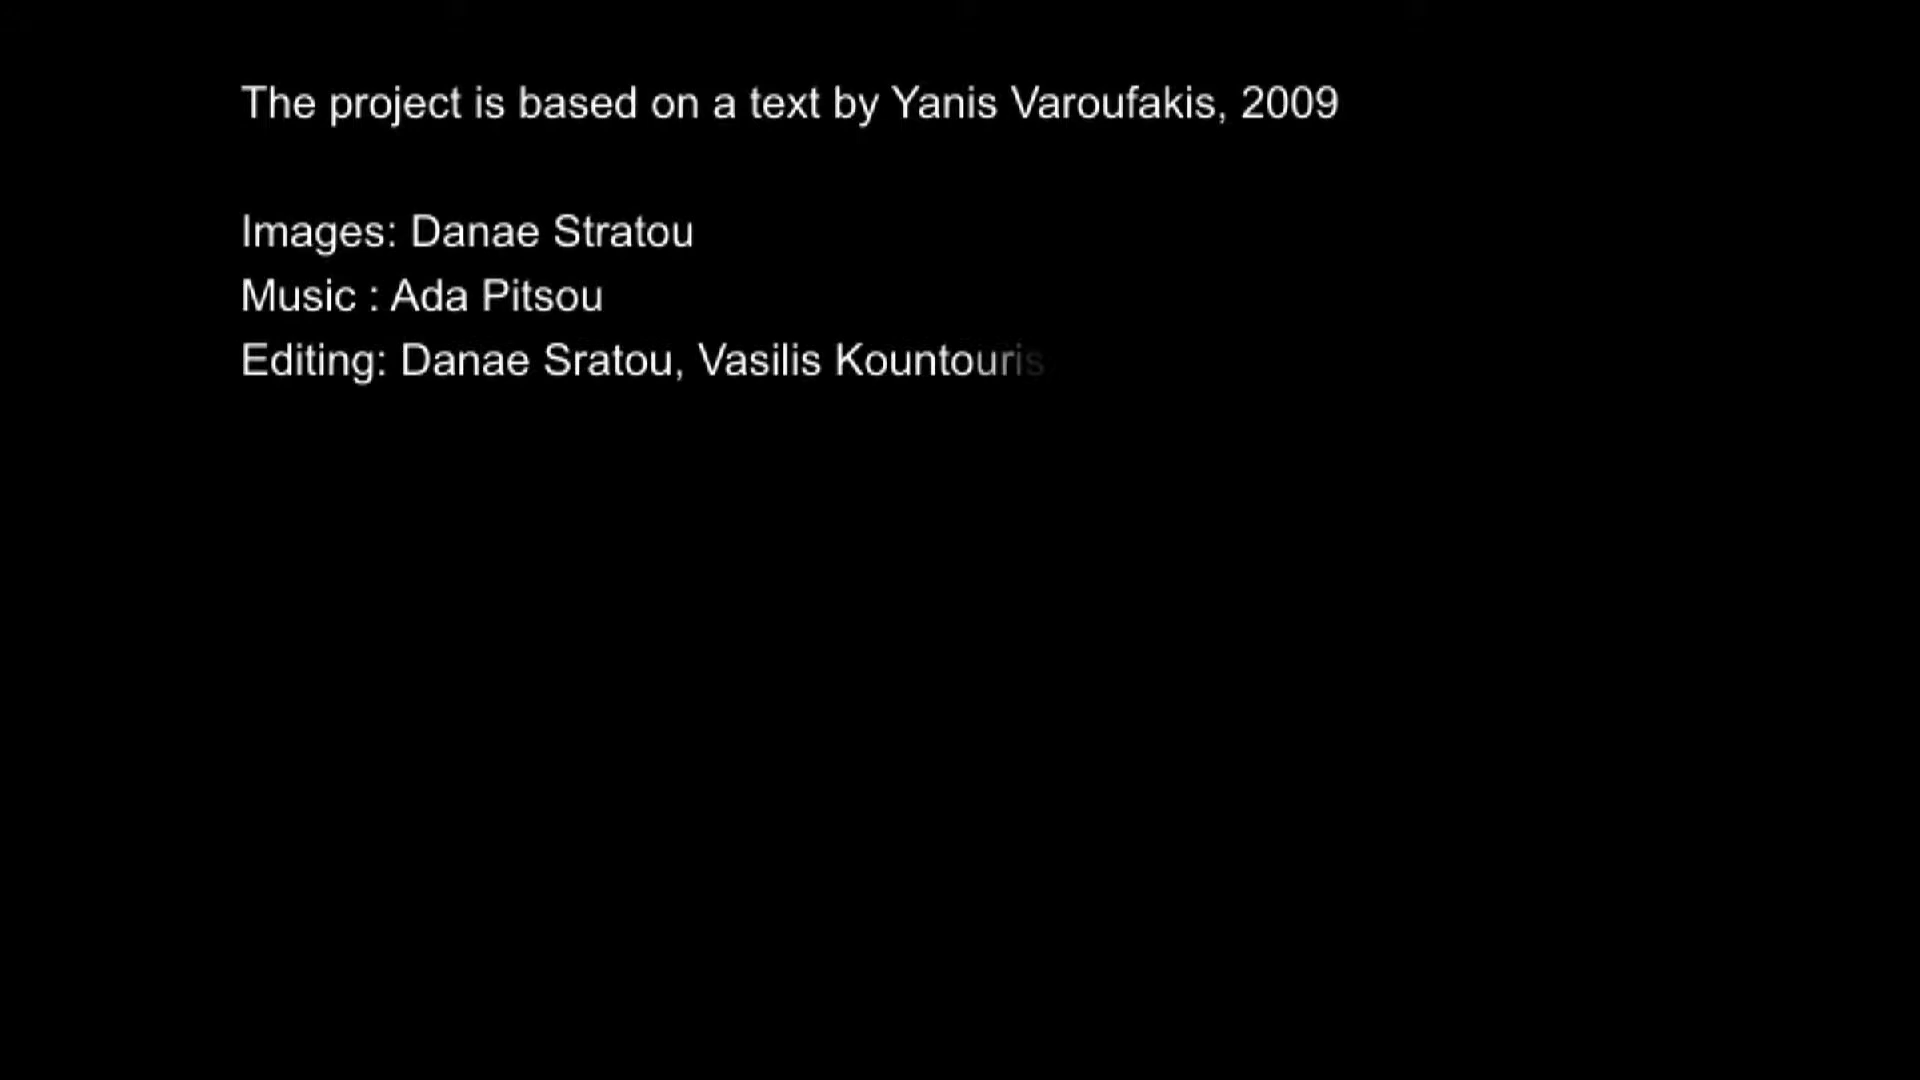 The project is based on a text by Yanis Varoufakis, 2009
Images: Danae Stratou
Music : Ada Pitsou
Editing: Danae Sratou, Vasilis Kountouris